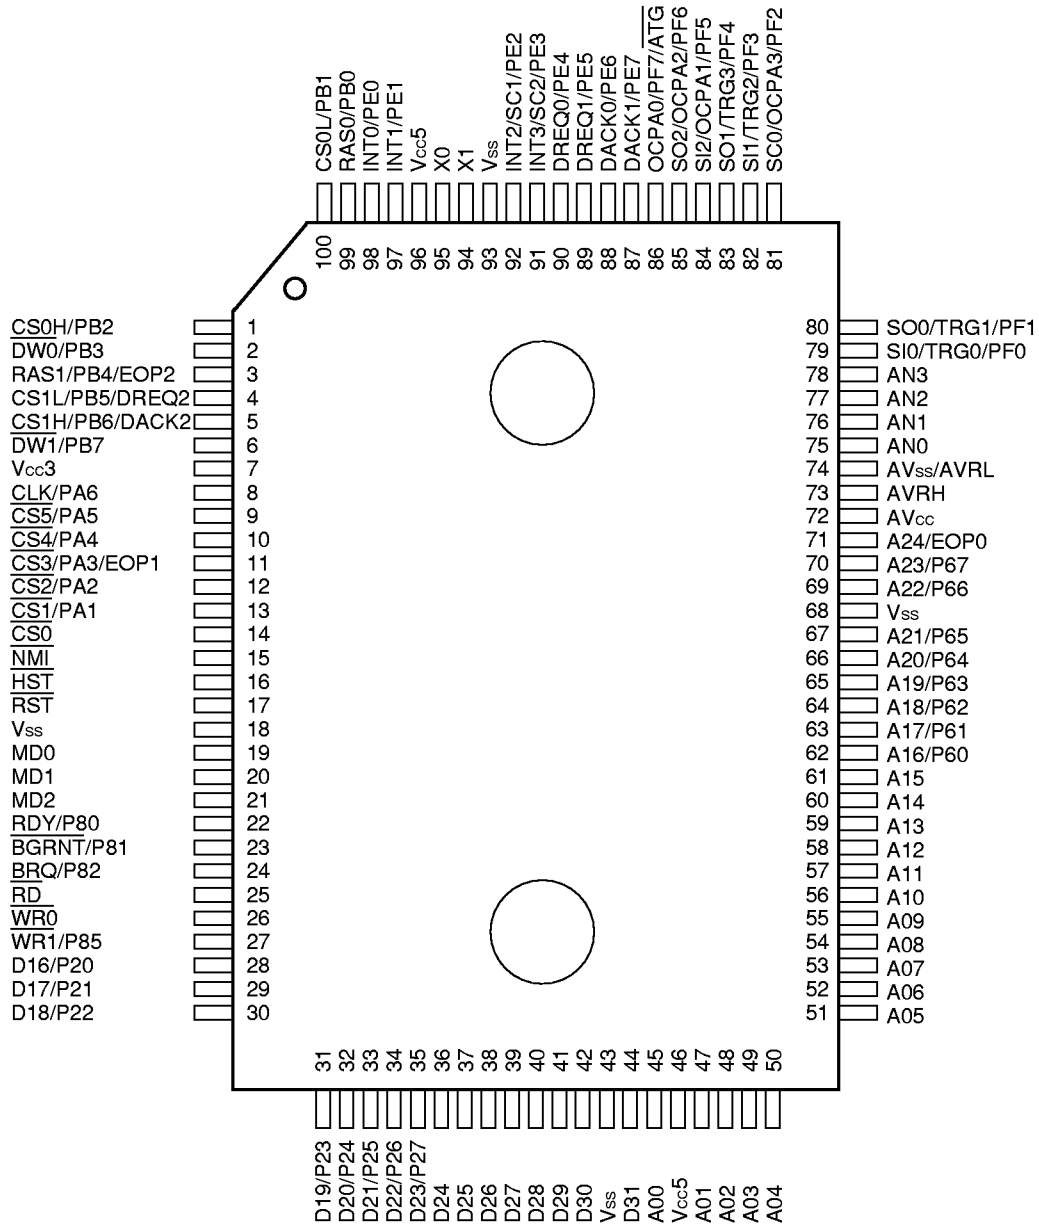 CS0L/PB1
RAS0/PB0
INT0/PE0
INT1/PE1
Vcc5
X0
X1
Vss
INT2/SC1/PE2
INT3/SC2/PE3
DREQ0/PE4
DREQ1/PE5
DACK0/PE6
DACK1/PE7
OCPA0/PF7/ATG
SO2/OCPA2/PF6
SI2/OCPA1/PF5
SO1/TRG3/PF4
SI1/TRG2/PF3
SC0/OCPA3/PF2
100
99
98
97
96
95
94
93
92
91
90
89
88
87
86
85
84
83
82
81
CS0H/PB2 1
DW0/PB3 2
RAS1/PB4/EOP2 3
CS1L/PB5/DREQ2 4
CS1H/PB6/DACK2 5
DW1/PB7 6
Vcc3 7
CLK/PA6 8
CS5/PA5 9
CS4/PA4 10
CS3/PA3/EOP1 11
CS2/PA2 12
CS1/PA1 13
CS0 14
NMI 15
HST 16
RST 17
Vss 18
MD0 19
MD1 20
MD2 21
RDY/P80 22
BGRNT/P81 23
BRQ/P82 24
RD 25
WR0 26
WR1/P85 27
D16/P20 28
D17/P21 29
D18/P22 30
80 SO0/TRG1/PF1
79 SI0/TRG0/PF0
78 AN3
77 AN2
76 AN1
75 AN0
74 AVss/AVRL
73 AVRH
72 AVcc
71 A24/EOP0
70 A23/P67
69 A22/P66
68 Vss
67 A21/P65
66 A20/P64
65 A19/P63
64 A18/P62
63 A17/P61
62 A16/P60
61 A15
60 A14
59 A13
58 A12
57 A11
56 A10
55 A09
54 A08
53 A07
52 A06
51 A05
31
32
33
34
35
36
37
38
39
40
41
42
43
44
45
46
47
48
49
50
D19/P23
D20/P24
D21/P25
D22/P26
D23/P27
D24
D25
D26
D27
D28
D29
D30
Vss
D31
A00
Vcc5
A01
A02
A03
A04